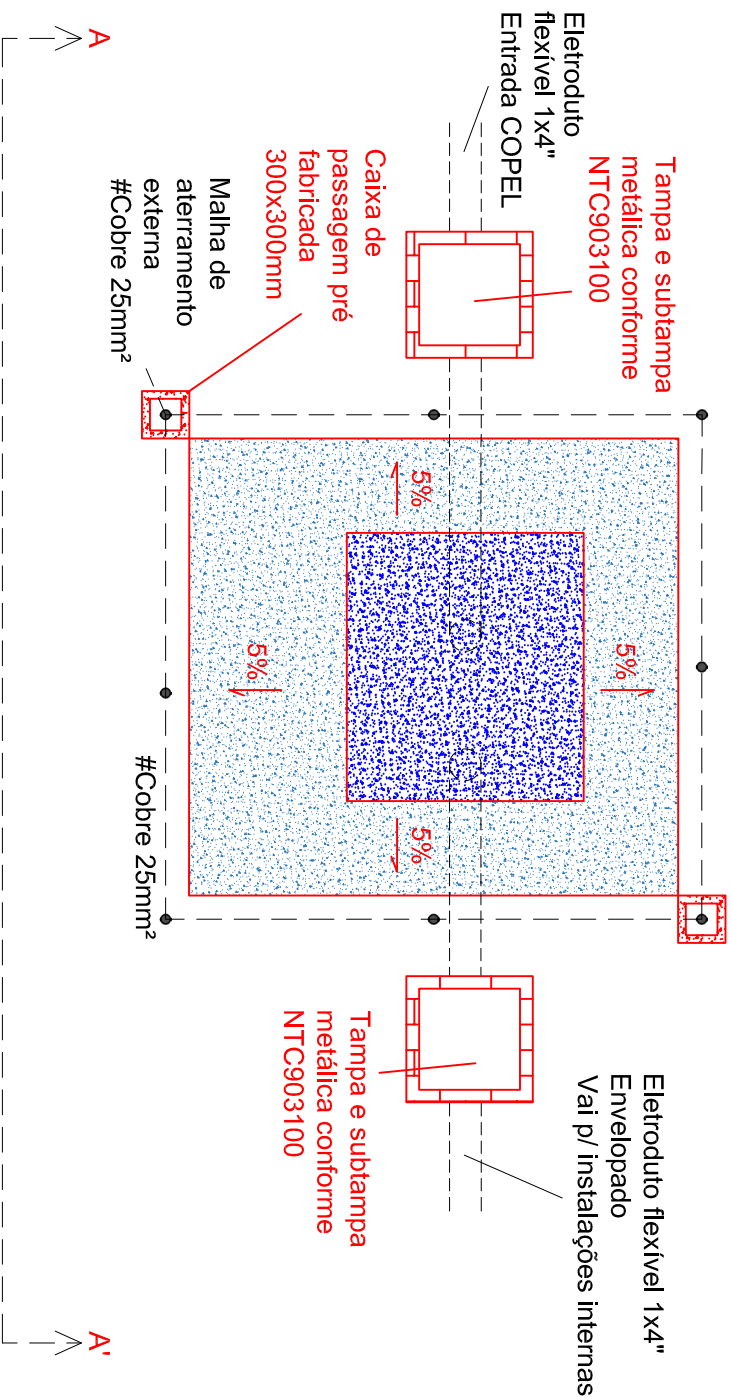 Eletroduto
flexível 1x4"
Entrada COPEL
Tampa e subtampa
metálica conforme
NTC903100
Eletroduto flexível 1x4"
Envelopado
Vai p/ instalações internas
Caixa de
passagem pré
fabricada
300x300mm
Malha de
aterramento
externa
#Cobre 25mm²
5%
5%
5%
5%
#Cobre 25mm²
Tampa e subtampa
metálica conforme
NTC903100
A
A'